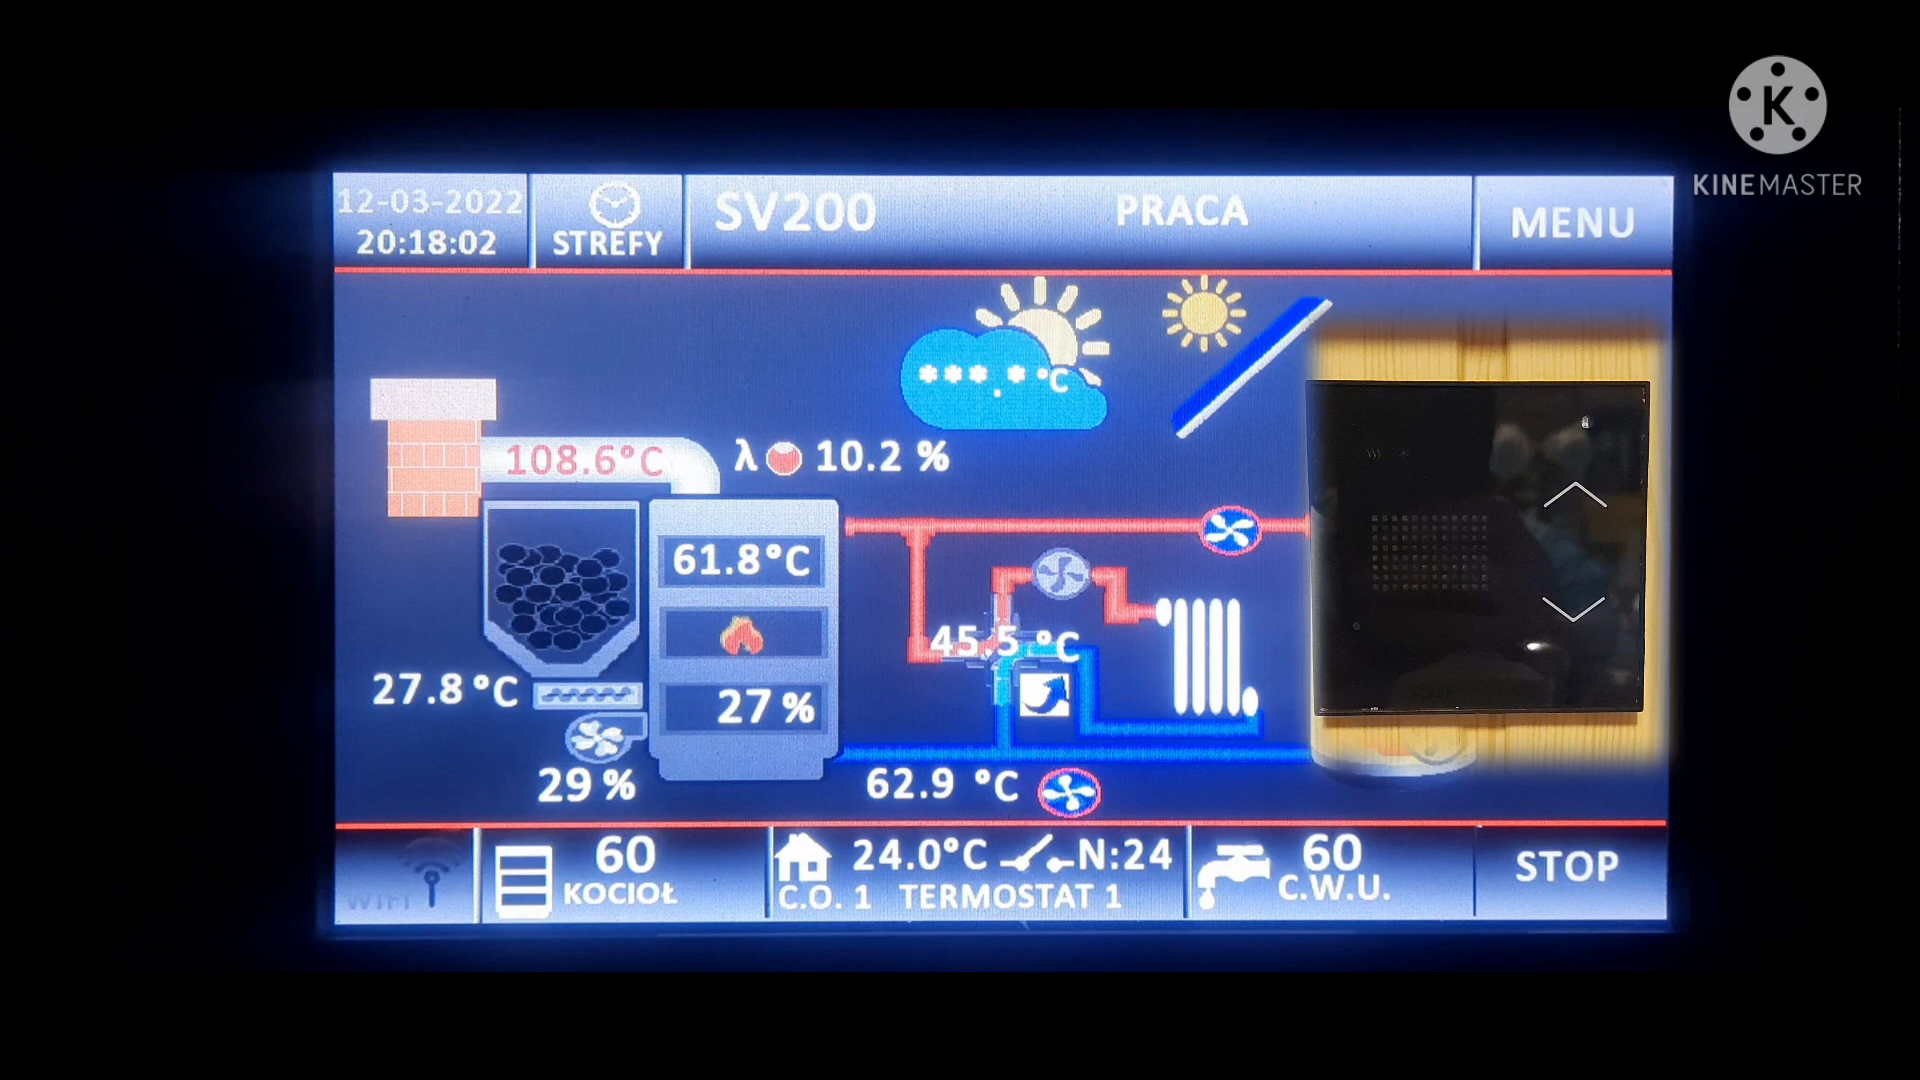 K
KINEMASTER
12-03-2022
20:18:02
STREFY
SV200
PRACA
MENU
****.* °C
108.6°C
λ 10.2 %
61.8°C
45.5 °C
27.8 °C
27 %
29 %
62.9 °C
WIFI
60
KOCIOŁ
24.0°C N:24
C.O. 1 TERMOSTAT 1
60
C.W.U.
STOP